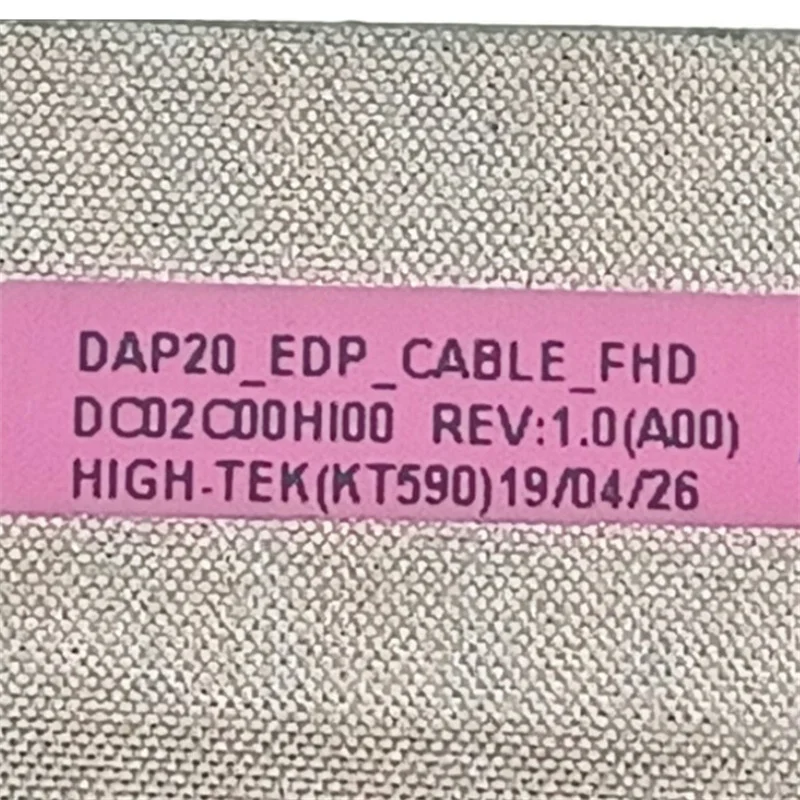 DAP20_EDP_CABLE_FHD
DC02C00HI00 REV:1.0(A00)
HIGH-TEK(KT590)19/04/26